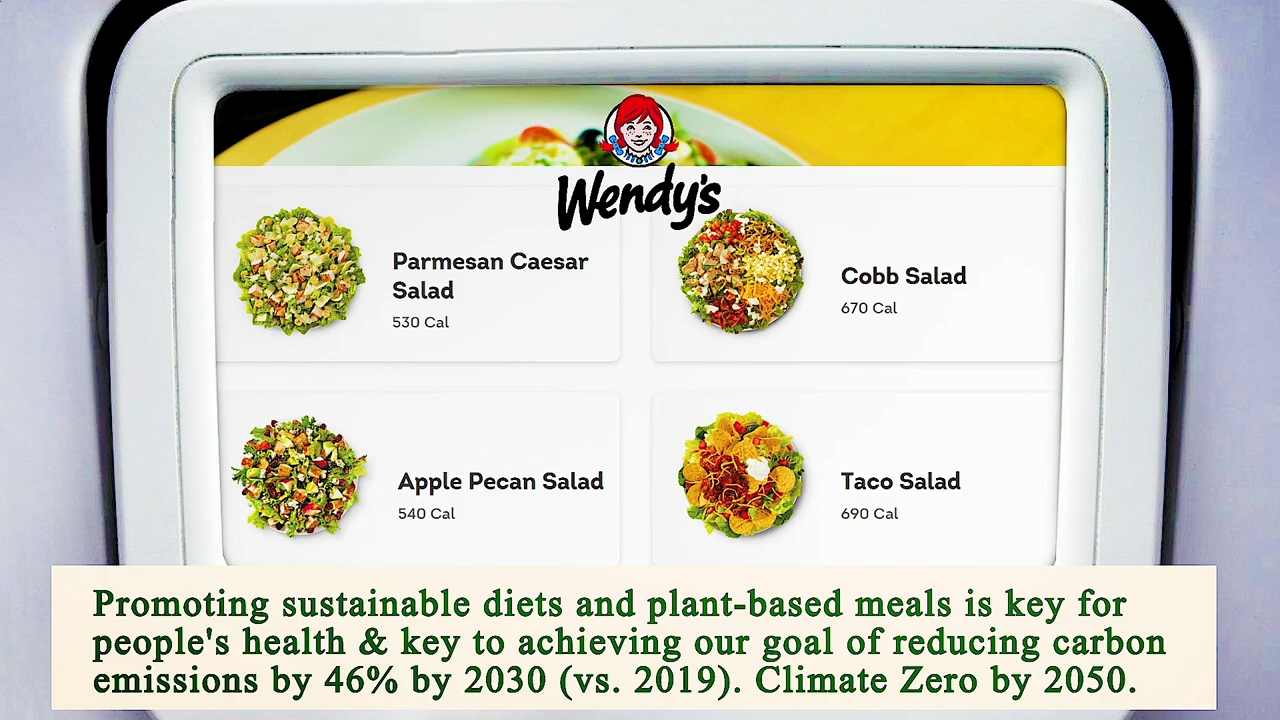 Wendy's
Parmesan Caesar
Salad
530 Cal
Cobb Salad
670 Cal
Apple Pecan Salad
540 Cal
Taco Salad
690 Cal
Promoting sustainable diets and plant-based meals is key for
people's health & key to achieving our goal of reducing carbon
emissions by 46% by 2030 (vs. 2019). Climate Zero by 2050.